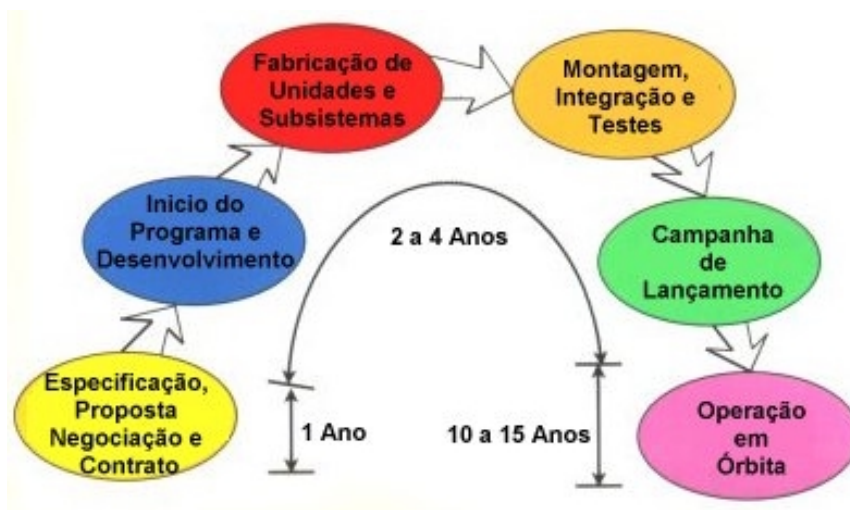 Especificação,
Proposta
Negociação e
Contrato
Inicio do
Programa e
Desenvolvimento
Fabricação de
Unidades e
Subsistemas
Montagem,
Integração e
Testes
Campanha
de
Lançamento
Operação
em
Órbita
1 Ano
2 a 4 Anos
10 a 15 Anos